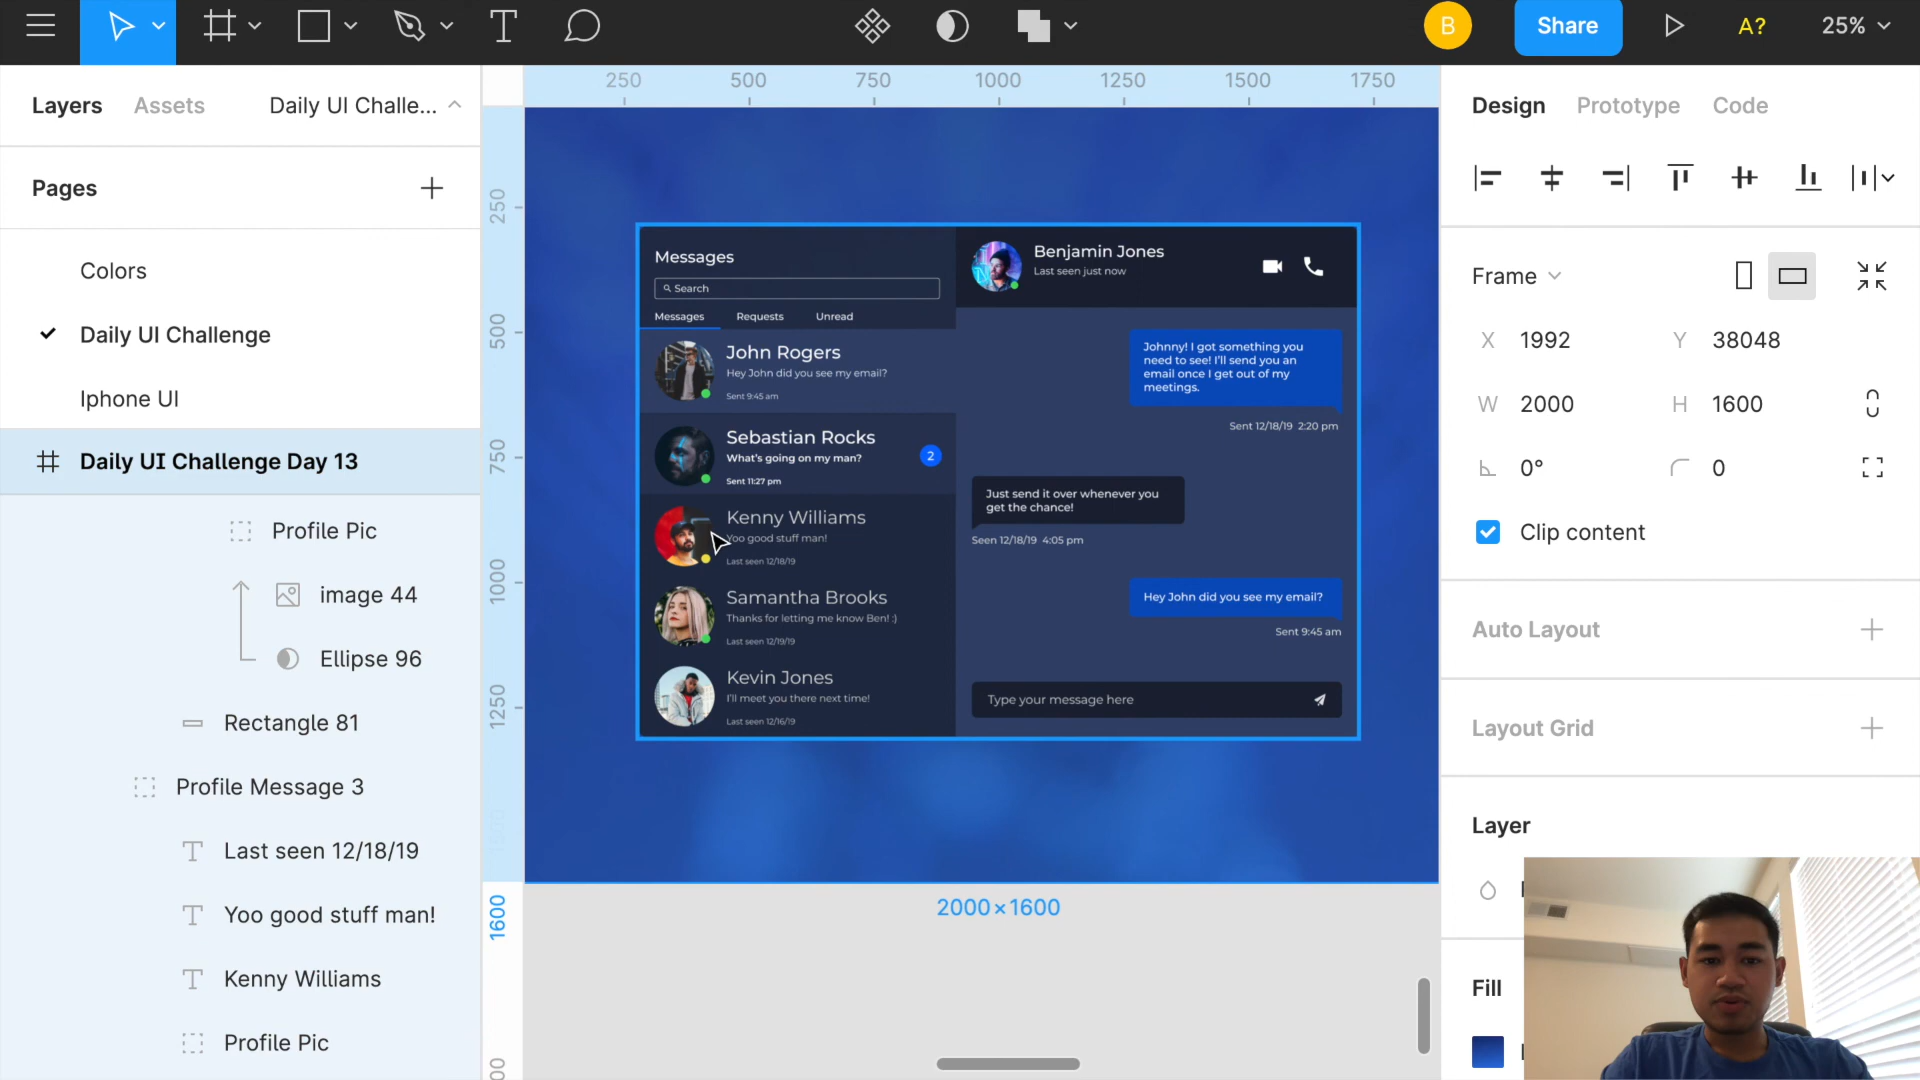 B
Share
A?
25%
Layers
Assets
Daily UI Challe...
Pages
Colors
Daily UI Challenge
Iphone UI
Daily UI Challenge Day 13
Profile Pic
image 44
Ellipse 96
Rectangle 81
Profile Message 3
Last seen 12/18/19
Yoo good stuff man!
Kenny Williams
Profile Pic
250
500
750
1000
1250
1500
1750
250
500
750
1000
1250
1600
Messages
Search
Messages
Requests
Unread
John Rogers
Hey John did you see my email?
Sent 9:45 am
Sebastian Rocks
What's going on my man?
Sent 11:27 pm
2
Kenny Williams
Yoo good stuff man!
Last seen 12/18/19
Samantha Brooks
Thanks for letting me know Ben! :)
Last seen 12/19/19
Kevin Jones
I'll meet you there next time!
Last seen 12/16/19
Benjamin Jones
Last seen just now
Johnny! I got something you
need to see! I'll send you an
email once I get out of my
meetings.
Sent 12/18/19 2:20 pm
Just send it over whenever you
get the chance!
Seen 12/18/19 4:05 pm
Hey John did you see my email?
Sent 9:45 am
Type your message here
2000×1600
Design
Prototype
Code
Frame
X 1992
Y 38048
W 2000
H 1600
0°
0
Clip content
Auto Layout
Layout Grid
Layer
Fill